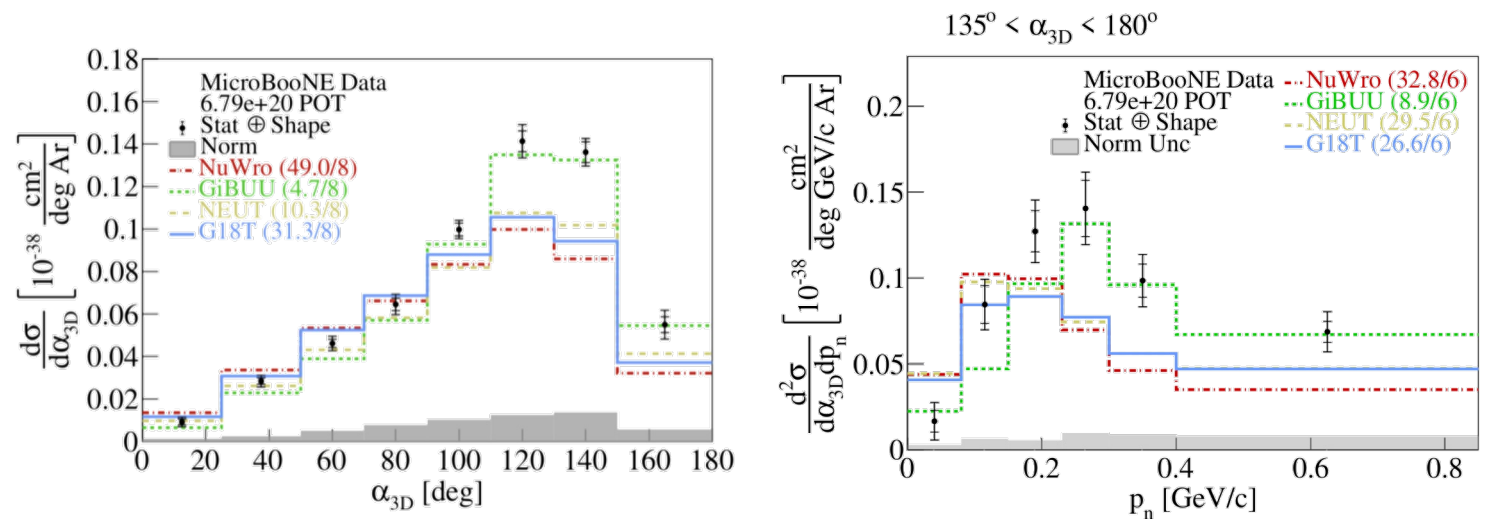 0.18
0.16
0.14
0.12
0.1
0.08
0.06
0.04
0.02
0
dσ/dα3D [10^-38 cm^2/deg Ar]
MicroBooNE Data
6.79e+20 POT
Stat ⊕ Shape
Norm
NuWro (49.0/8)
GiBUU (4.7/8)
NEUT (10.3/8)
G18T (31.3/8)
0 20 40 60 80 100 120 140 160 180
α3D [deg]
135° < α3D < 180°
0.2
0.15
0.1
0.05
0
d^2σ/dα3Ddpn [10^-38 cm^2/deg GeV/c Ar]
MicroBooNE Data
6.79e+20 POT
Stat ⊕ Shape
Norm Unc
NuWro (32.8/6)
GiBUU (8.9/6)
NEUT (29.5/6)
G18T (26.6/6)
0 0.2 0.4 0.6 0.8
pn [GeV/c]